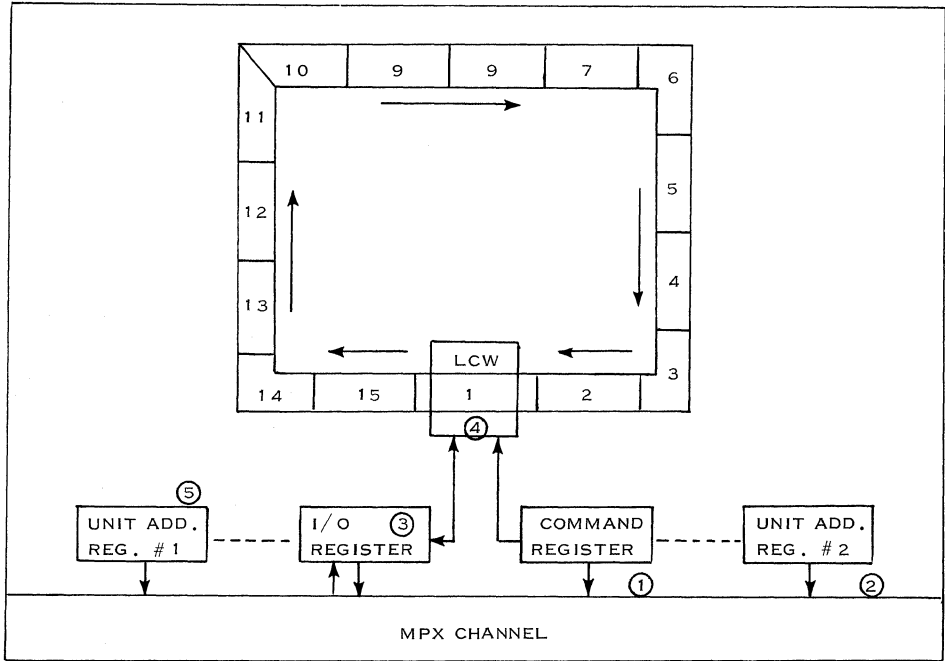 10 9 9 7 6
11
5
12
4
13
LCW
3
14 15 1 2
④
⑤
UNIT ADD.
REG. #1
I/O ③
REGISTER
COMMAND
REGISTER
UNIT ADD.
REG. #2
① ②
MPX CHANNEL